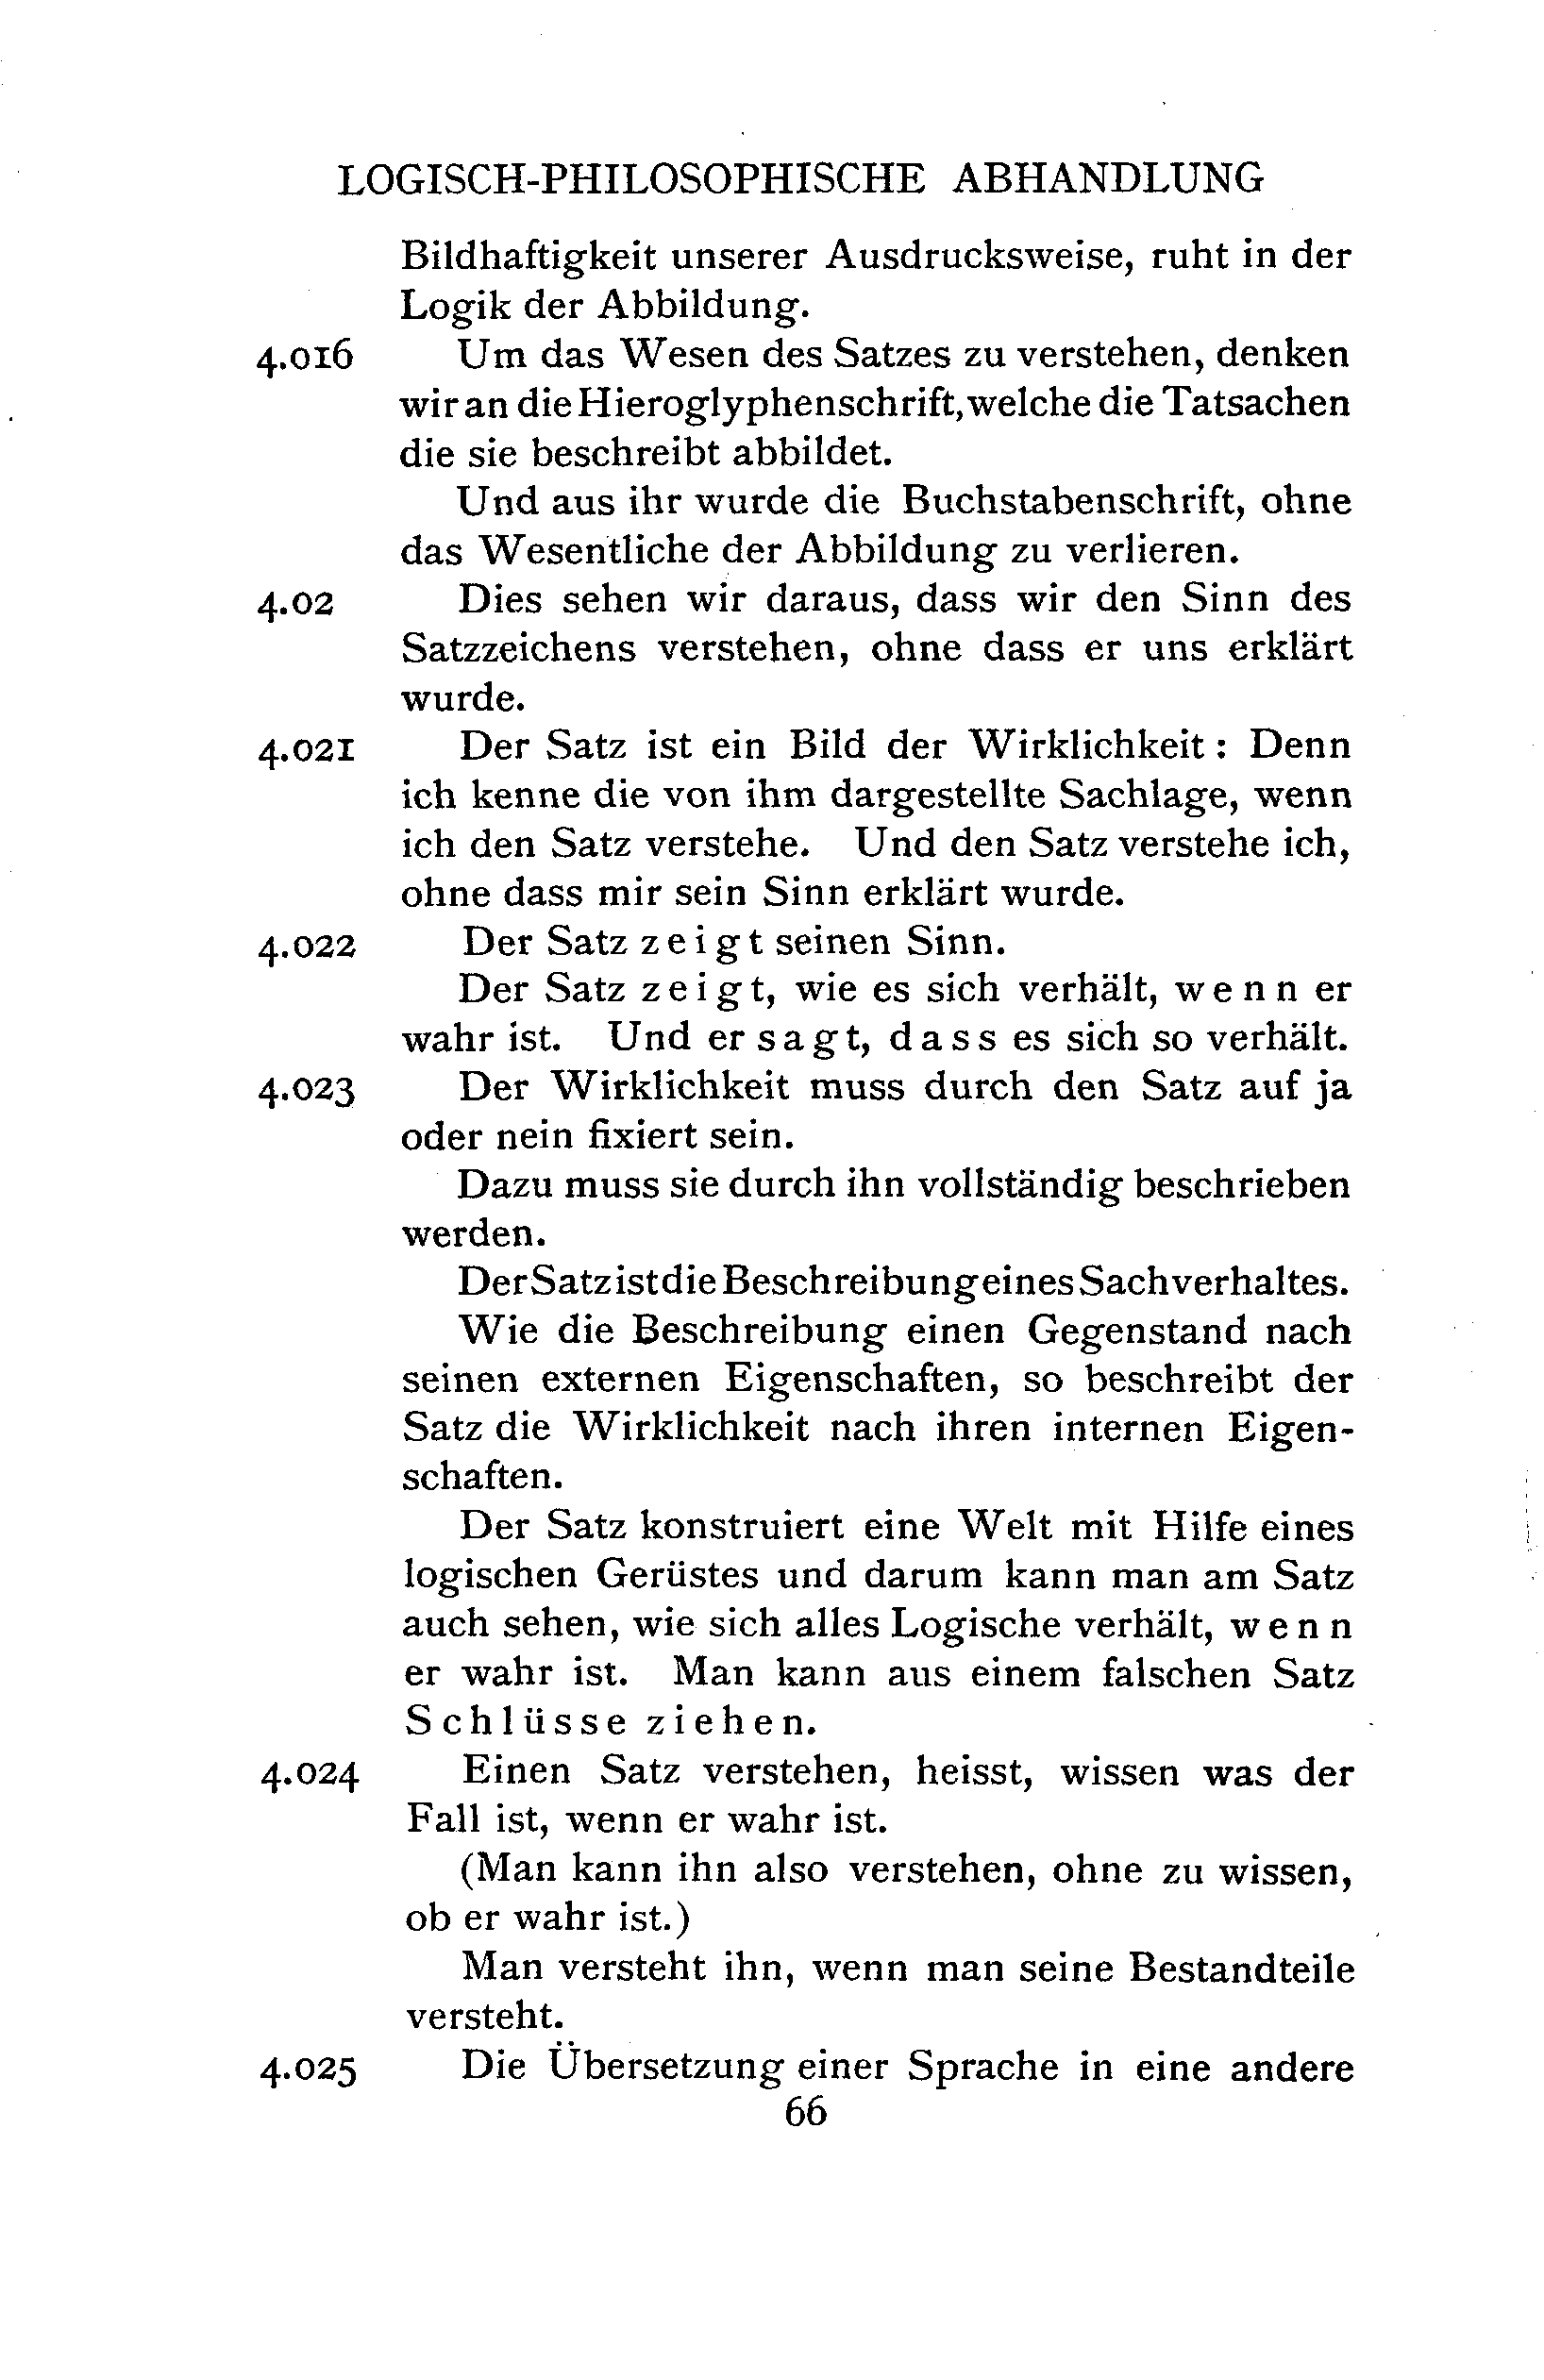 LOGISCH-PHILOSOPHISCHE ABHANDLUNG
Bildhaftigkeit unserer Ausdrucksweise, ruht in der
Logik der Abbildung.
4.016 Um das Wesen des Satzes zu verstehen, denken
wir an die Hieroglyphenschrift, welche die Tatsachen
die sie beschreibt abbildet.
Und aus ihr wurde die Buchstabenschrift, ohne
das Wesentliche der Abbildung zu verlieren.
4.02 Dies sehen wir daraus, dass wir den Sinn des
Satzzeichens verstehen, ohne dass er uns erklärt
wurde.
4.021 Der Satz ist ein Bild der Wirklichkeit: Denn
ich kenne die von ihm dargestellte Sachlage, wenn
ich den Satz verstehe. Und den Satz verstehe ich,
ohne dass mir sein Sinn erklärt wurde.
4.022 Der Satz zeigt seinen Sinn.
Der Satz zeigt, wie es sich verhält, wenn er
wahr ist. Und er sagt, dass es sich so verhält.
4.023 Der Wirklichkeit muss durch den Satz auf ja
oder nein fixiert sein.
Dazu muss sie durch ihn vollständig beschrieben
werden.
Der Satz ist die Beschreibung eines Sachverhaltes.
Wie die Beschreibung einen Gegenstand nach
seinen externen Eigenschaften, so beschreibt der
Satz die Wirklichkeit nach ihren internen Eigen-
schaften.
Der Satz konstruiert eine Welt mit Hilfe eines
logischen Gerüstes und darum kann man am Satz
auch sehen, wie sich alles Logische verhält, wenn
er wahr ist. Man kann aus einem falschen Satz
Schlüsse ziehen.
4.024 Einen Satz verstehen, heisst, wissen was der
Fall ist, wenn er wahr ist.
(Man kann ihn also verstehen, ohne zu wissen,
ob er wahr ist.)
Man versteht ihn, wenn man seine Bestandteile
versteht.
4.025 Die Übersetzung einer Sprache in eine andere
66